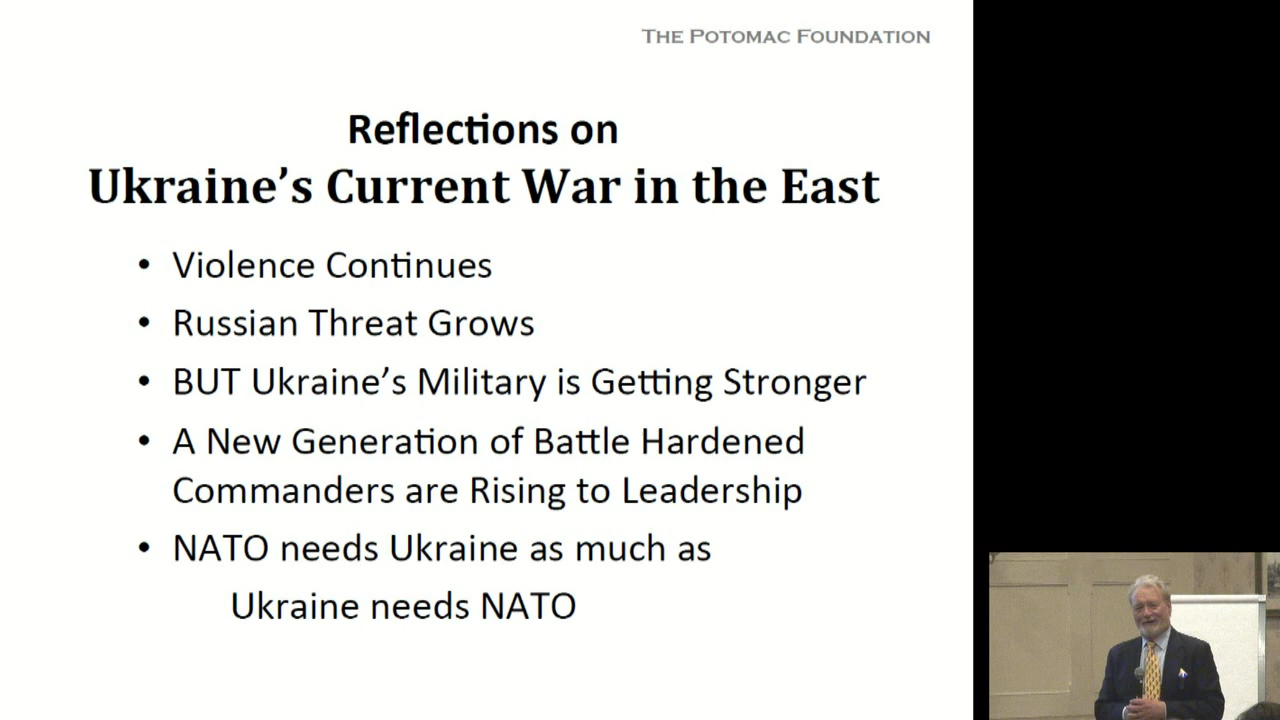 THE POTOMAC FOUNDATION
Reflections on
Ukraine’s Current War in the East
• Violence Continues
• Russian Threat Grows
• BUT Ukraine’s Military is Getting Stronger
• A New Generation of Battle Hardened
Commanders are Rising to Leadership
• NATO needs Ukraine as much as
Ukraine needs NATO